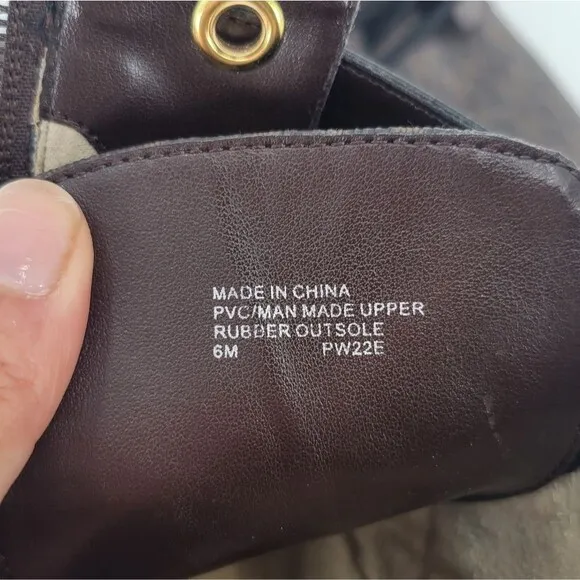 MADE IN CHINA
PVC/MAN MADE UPPER
RUBBER OUTSOLE
6M PW22E